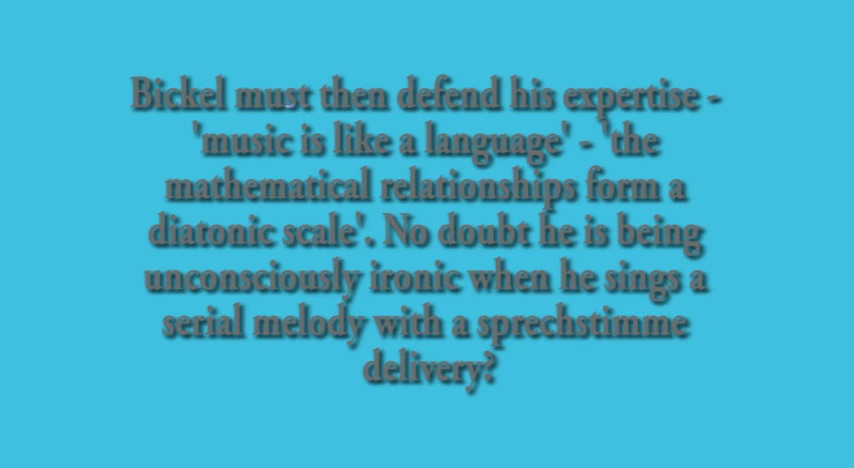 Bickel must then defend his expertise -
'music is like a language' - 'the
mathematical relationships form a
diatonic scale'. No doubt he is being
unconsciously ironic when he sings a
serial melody with a sprechstimme
delivery?